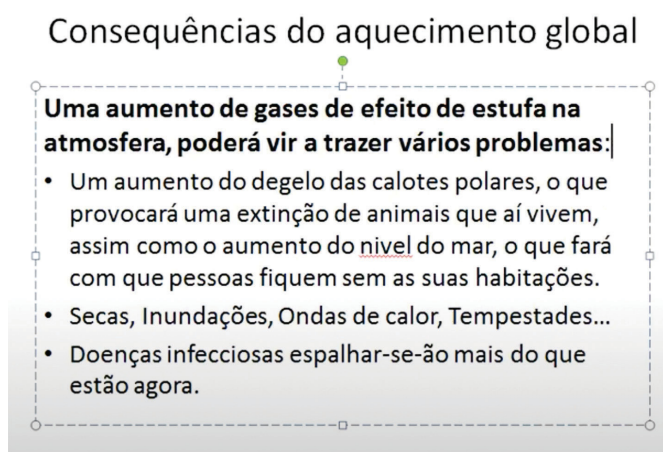 Consequências do aquecimento global
Uma aumento de gases de efeito de estufa na
atmosfera, poderá vir a trazer vários problemas:
• Um aumento do degelo das calotes polares, o que
provocará uma extinção de animais que aí vivem,
assim como o aumento do nivel do mar, o que fará
com que pessoas fiquem sem as suas habitações.
• Secas, Inundações, Ondas de calor, Tempestades...
• Doenças infecciosas espalhar-se-ão mais do que
estão agora.